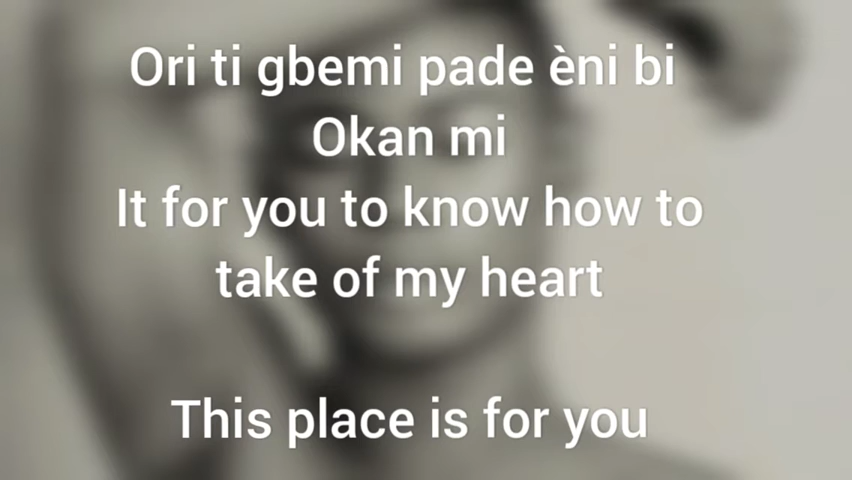 Ori ti gbemi pade èni bi
Okan mi
It for you to know how to
take of my heart
This place is for you